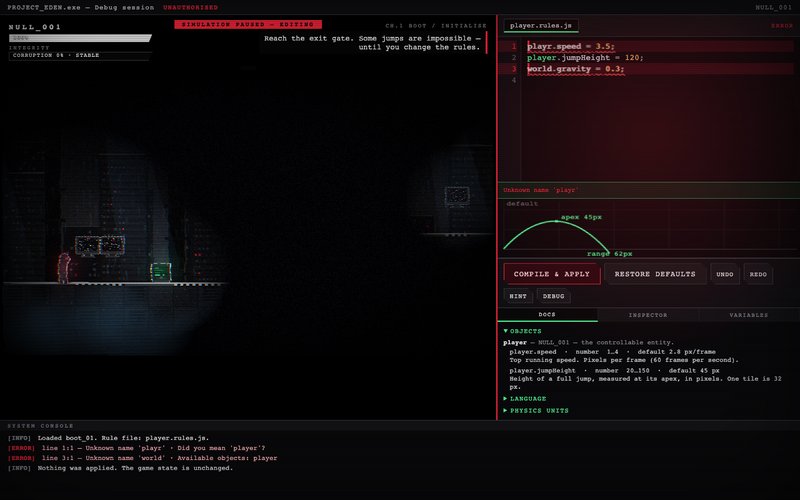 PROJECT_EDEN.exe — Debug session UNAUTHORISED NULL_001
NULL_001
SIMULATION PAUSED — EDITING
CH.1 BOOT / INITIALISE
INTEGRITY
CORRUPTION 0% · STABLE
Reach the exit gate. Some jumps are impossible —
until you change the rules.
player.rules.js ERROR
1 playr.speed = 3.5;
2 player.jumpHeight = 120;
3 world.gravity = 0.3;
4
Unknown name 'playr'
default
apex 45px
range 62px
COMPILE & APPLY RESTORE DEFAULTS UNDO REDO
HINT DEBUG
DOCS INSPECTOR VARIABLES
▼ OBJECTS
player — NULL_001 — the controllable entity.
player.speed · number 1…4 · default 2.8 px/frame
Top running speed. Pixels per frame (60 frames per second).
player.jumpHeight · number 20…150 · default 45 px
Height of a full jump, measured at its apex, in pixels. One tile is 32
px.
▶ LANGUAGE
▶ PHYSICS UNITS
SYSTEM CONSOLE
[INFO] Loaded boot_01. Rule file: player.rules.js.
[ERROR] line 1:1 — Unknown name 'playr' · Did you mean 'player'?
[ERROR] line 3:1 — Unknown name 'world' · Available objects: player
[INFO] Nothing was applied. The game state is unchanged.